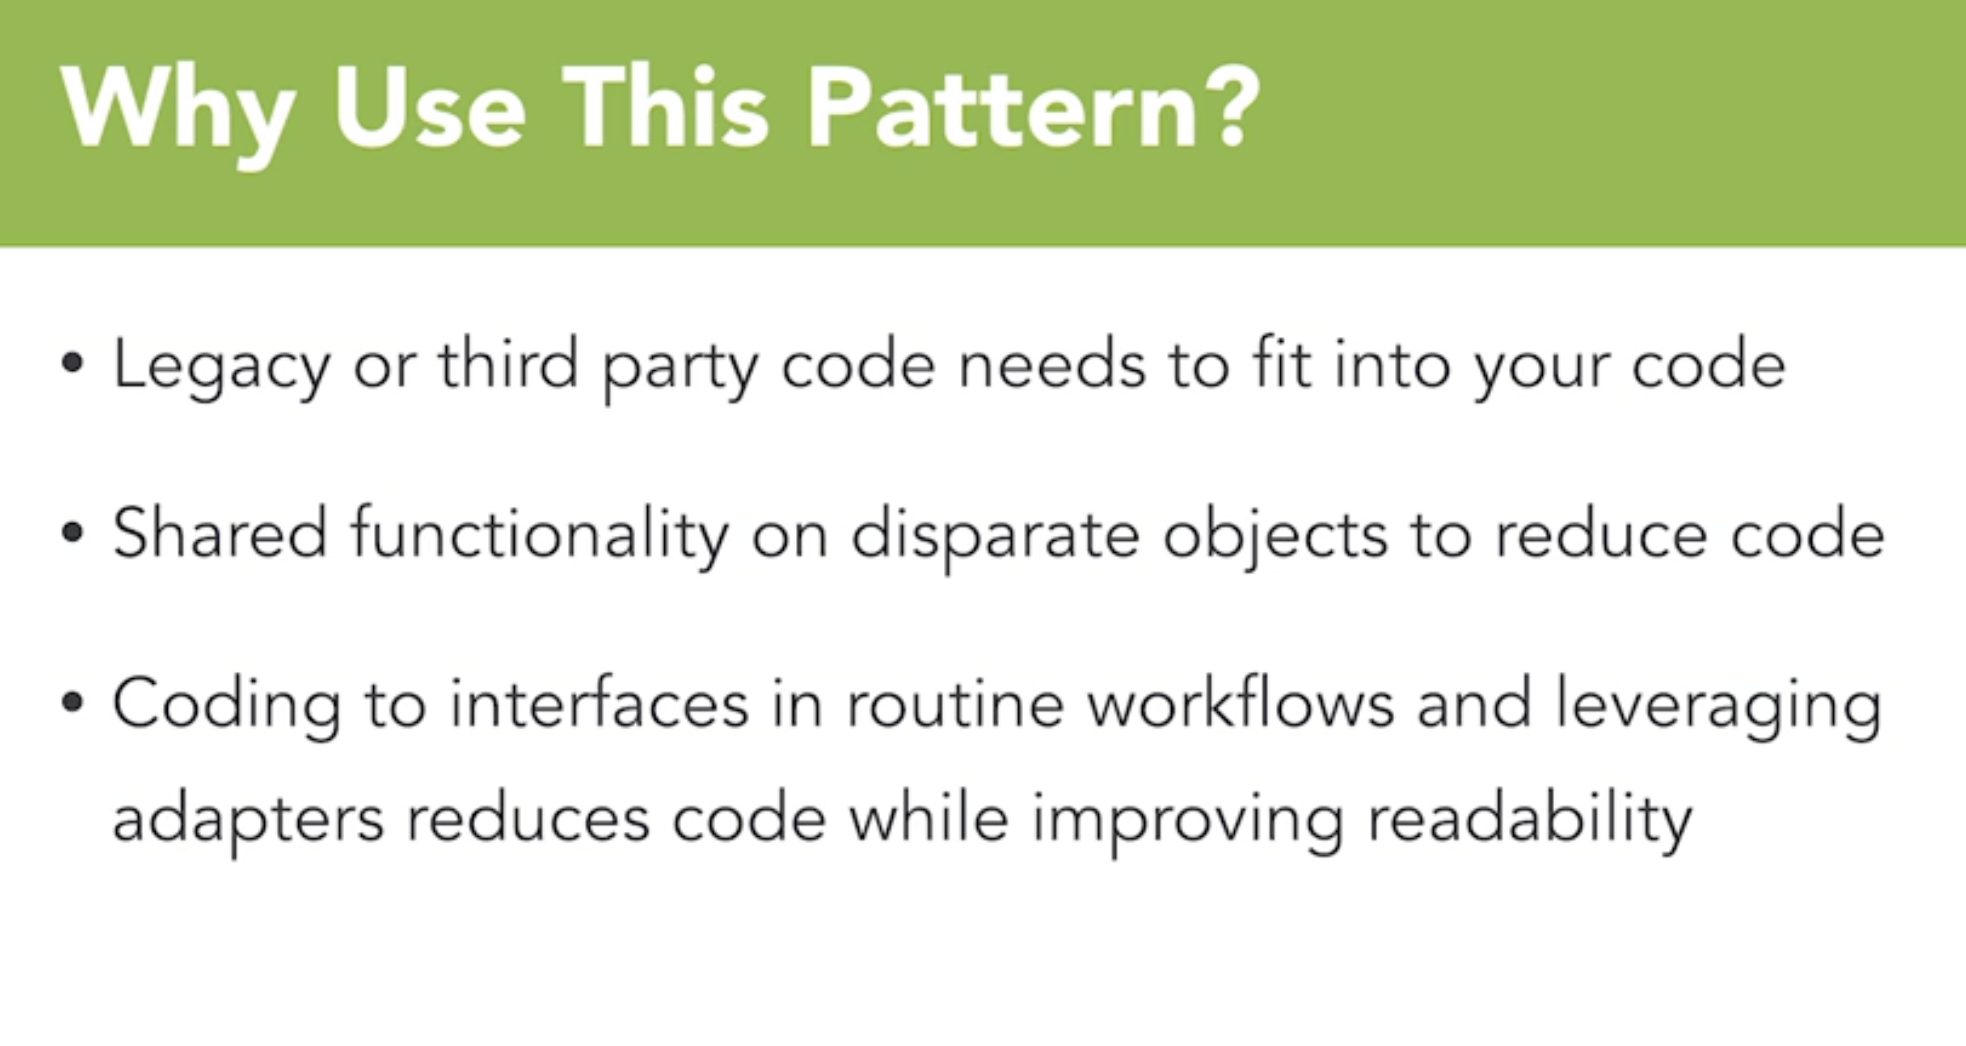 Why Use This Pattern?
• Legacy or third party code needs to fit into your code
• Shared functionality on disparate objects to reduce code
• Coding to interfaces in routine workflows and leveraging
adapters reduces code while improving readability